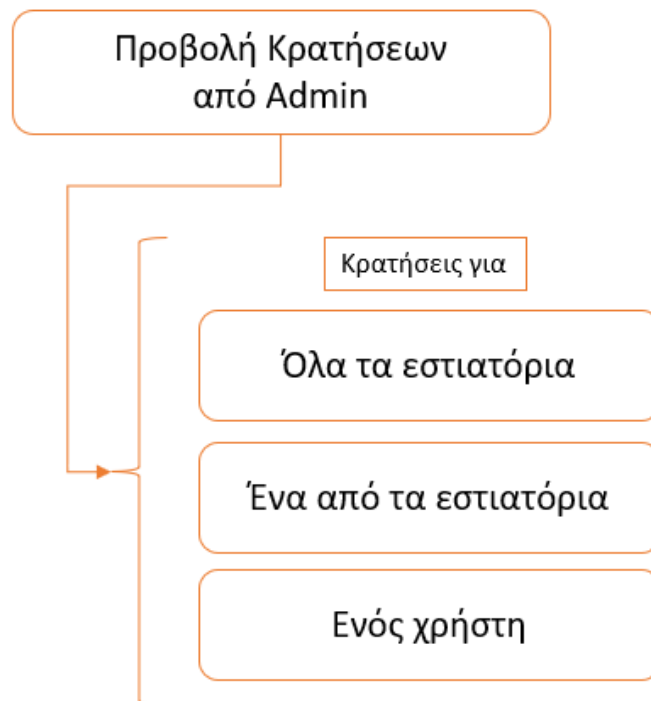 Προβολή Κρατήσεων
από Admin
Κρατήσεις για
Όλα τα εστιατόρια
Ένα από τα εστιατόρια
Ενός χρήστη